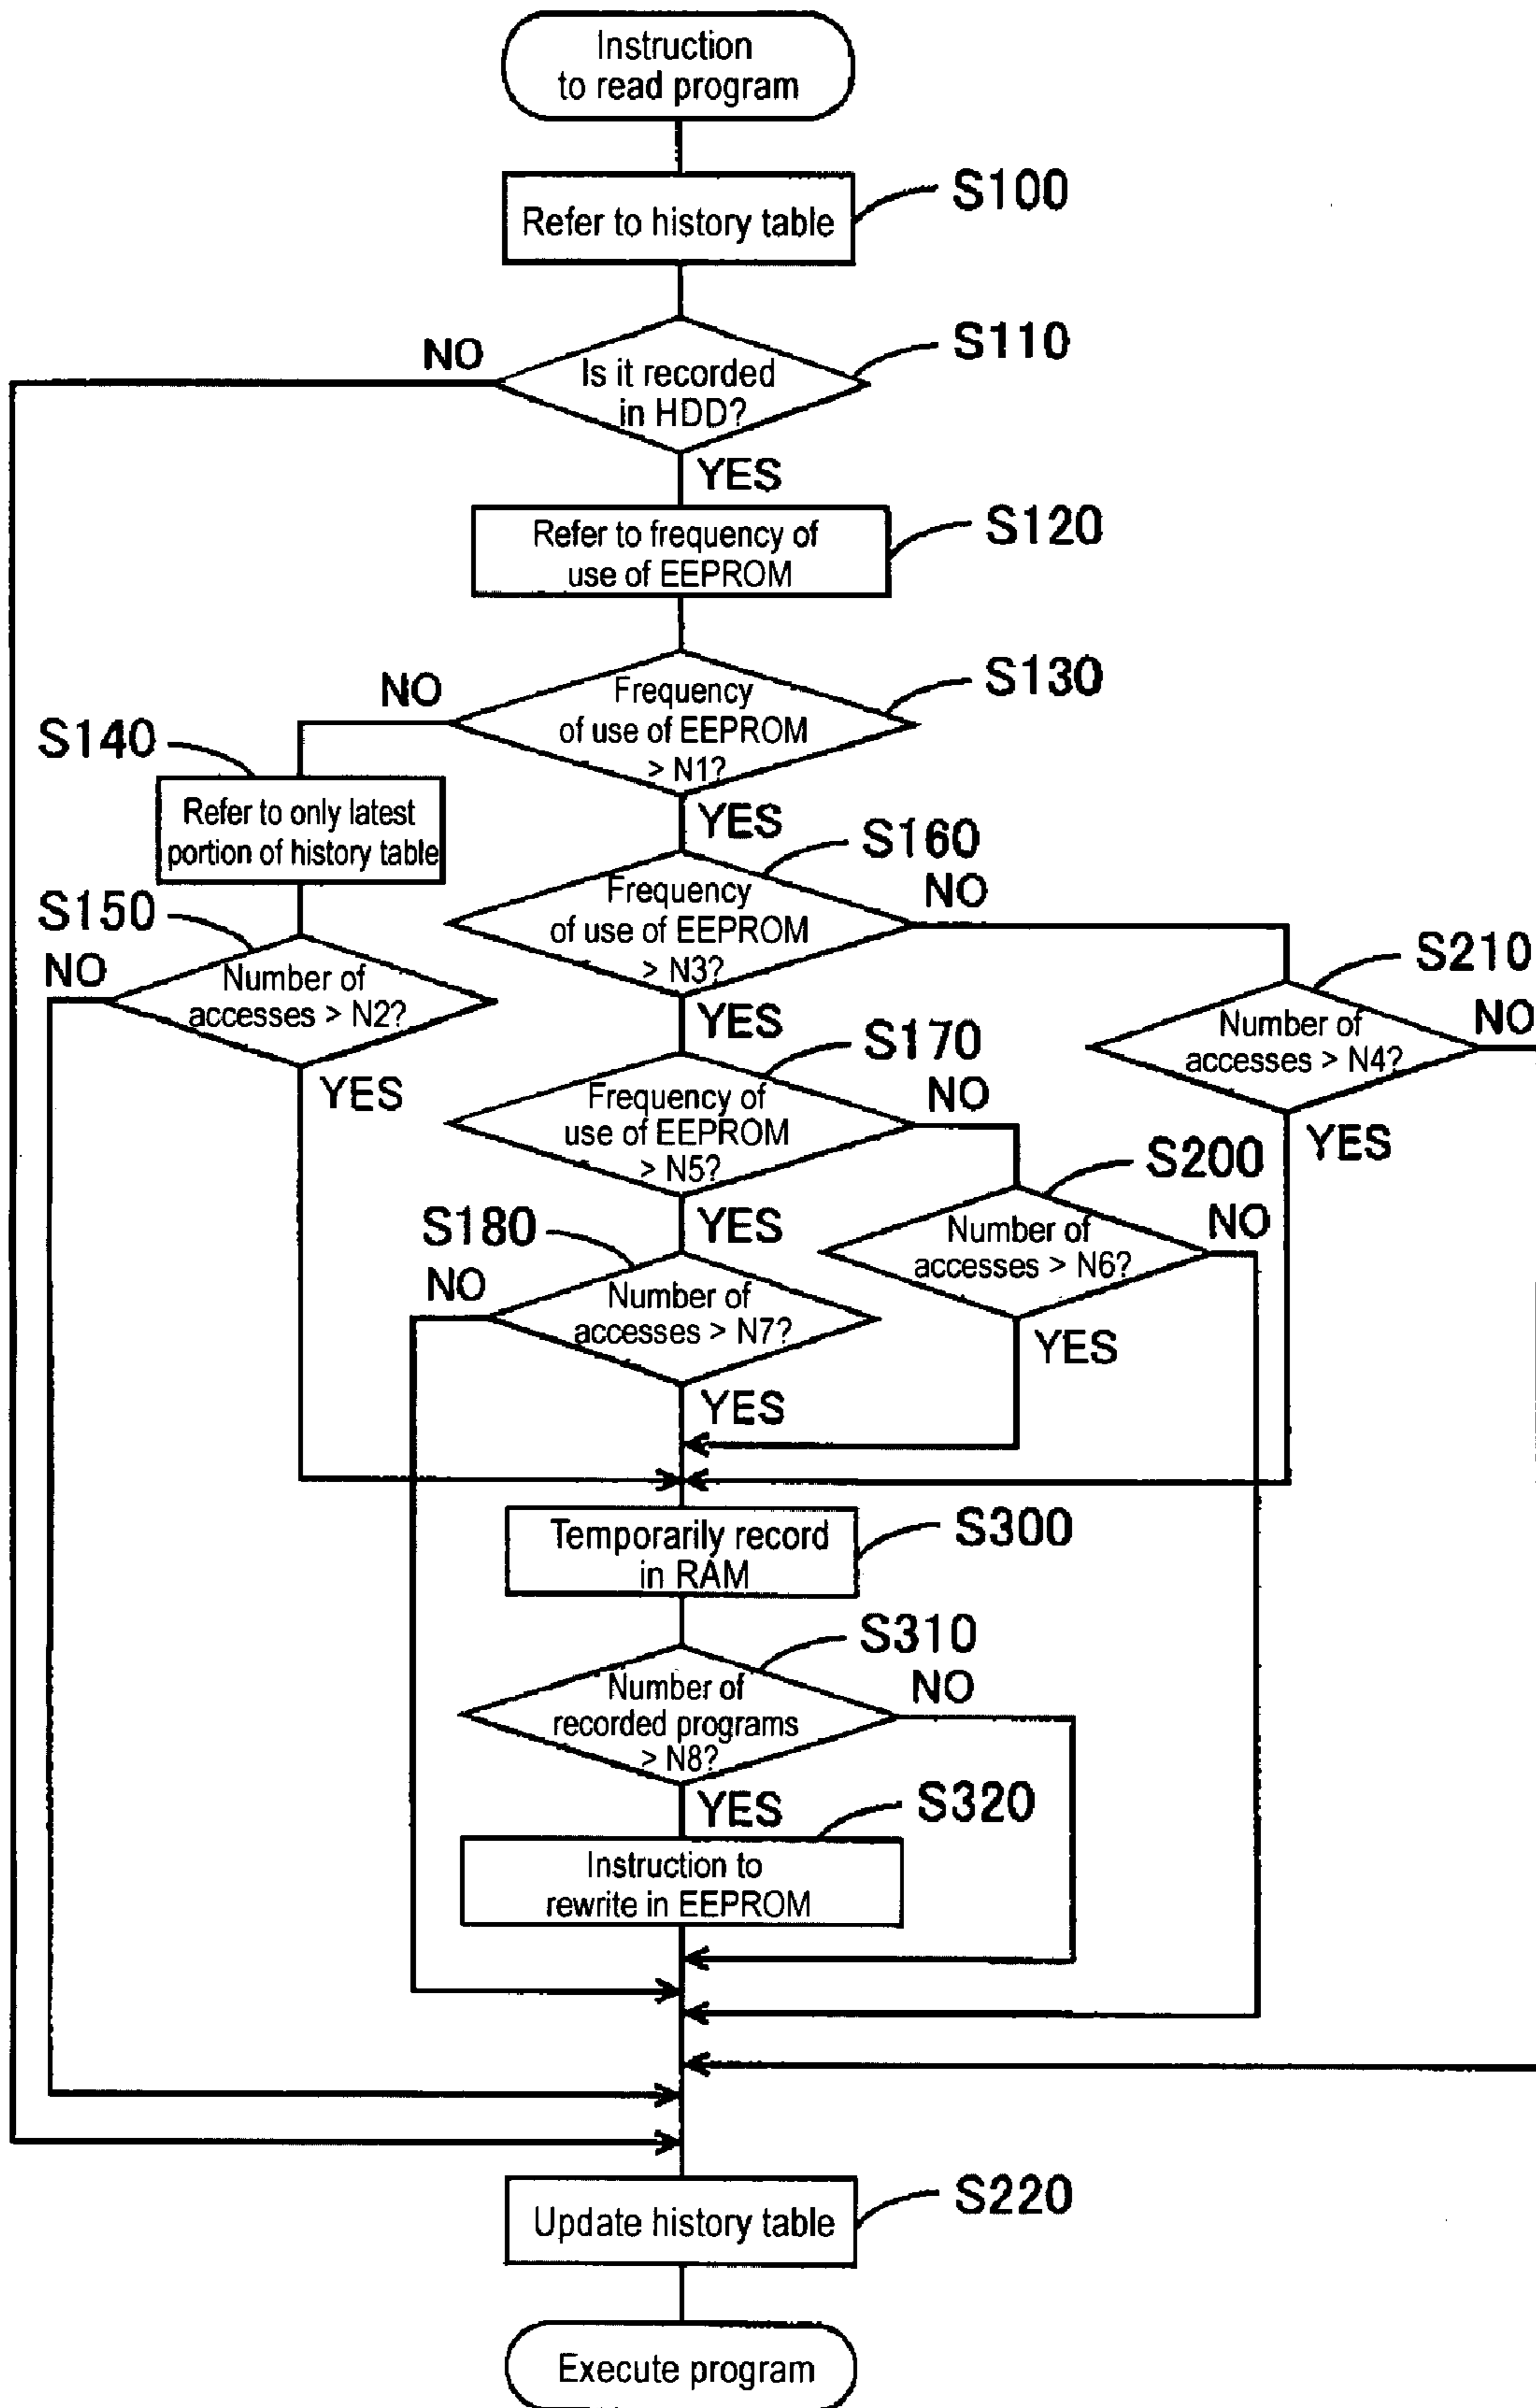 Instruction
to read program
S100
Refer to history table
S110
NO
Is it recorded
in HDD?
YES
S120
Refer to frequency of
use of EEPROM
S130
NO
Frequency
of use of EEPROM
> N1?
S140
Refer to only latest
portion of history table
YES
S160
Frequency
of use of EEPROM
> N3?
NO
S150
NO
Number of
accesses > N2?
YES
S210
Number of
accesses > N4?
NO
YES
YES
S170
Frequency of
use of EEPROM
> N5?
NO
S200
Number of
accesses > N6?
NO
YES
YES
S180
NO
Number of
accesses > N7?
YES
S300
Temporarily record
in RAM
S310
Number of
recorded programs
> N8?
NO
YES
S320
Instruction to
rewrite in EEPROM
S220
Update history table
Execute program